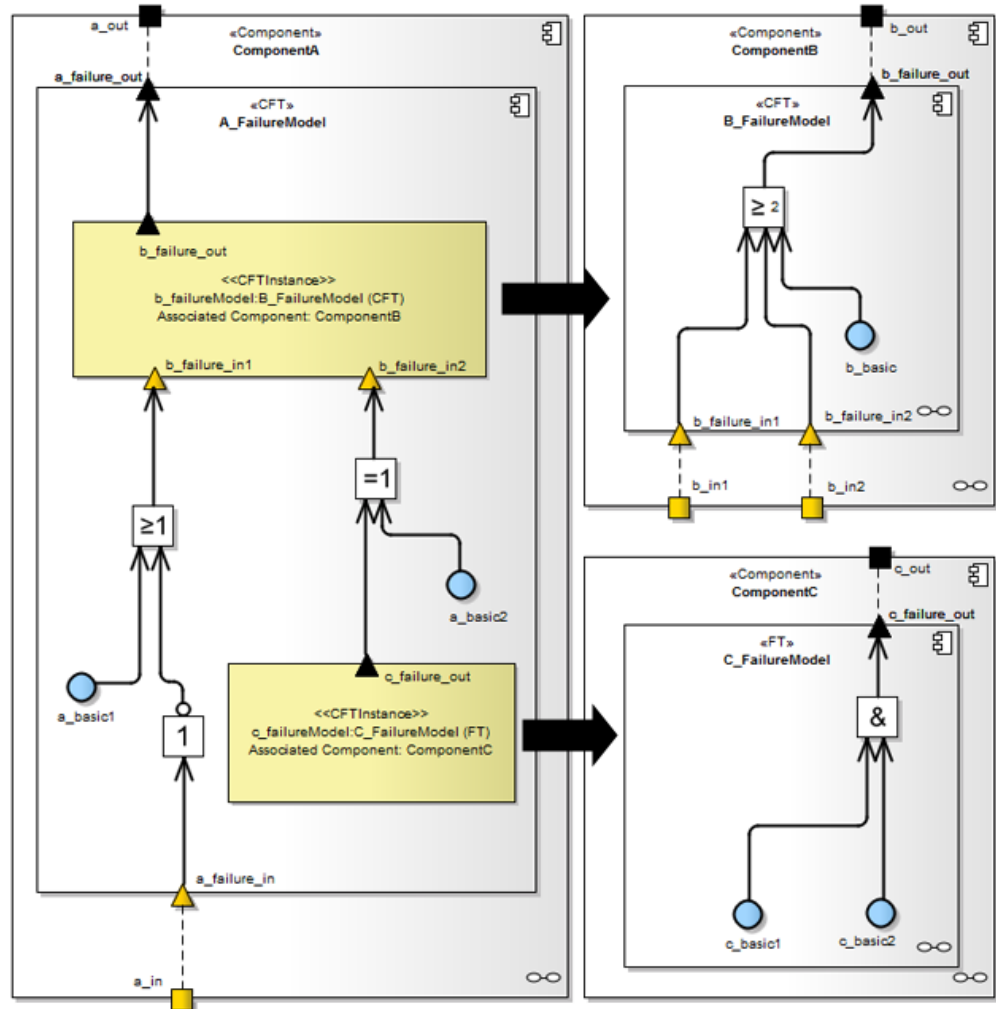 a_out
«Component»
ComponentA
a_failure_out
«CFT»
A_FailureModel
b_failure_out
<<CFTInstance>>
b_failureModel:B_FailureModel (CFT)
Associated Component: ComponentB
b_failure_in1
b_failure_in2
=1
≥1
a_basic2
a_basic1
1
c_failure_out
<<CFTInstance>>
c_failureModel:C_FailureModel (FT)
Associated Component: ComponentC
a_failure_in
a_in
b_out
«Component»
ComponentB
b_failure_out
«CFT»
B_FailureModel
≥ 2
b_basic
b_failure_in1
b_failure_in2
b_in1
b_in2
c_out
«Component»
ComponentC
c_failure_out
«FT»
C_FailureModel
&
c_basic1
c_basic2